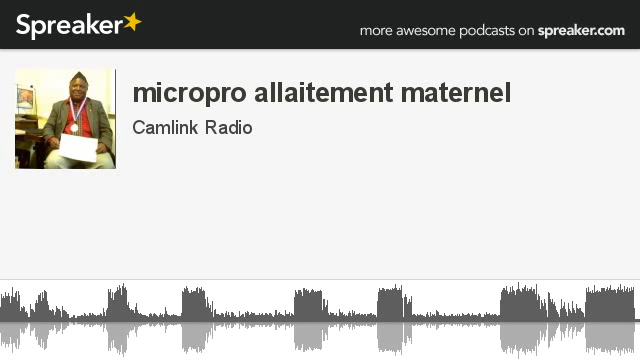 Spreaker
more awesome podcasts on spreaker.com
micropro allaitement maternel
Camlink Radio